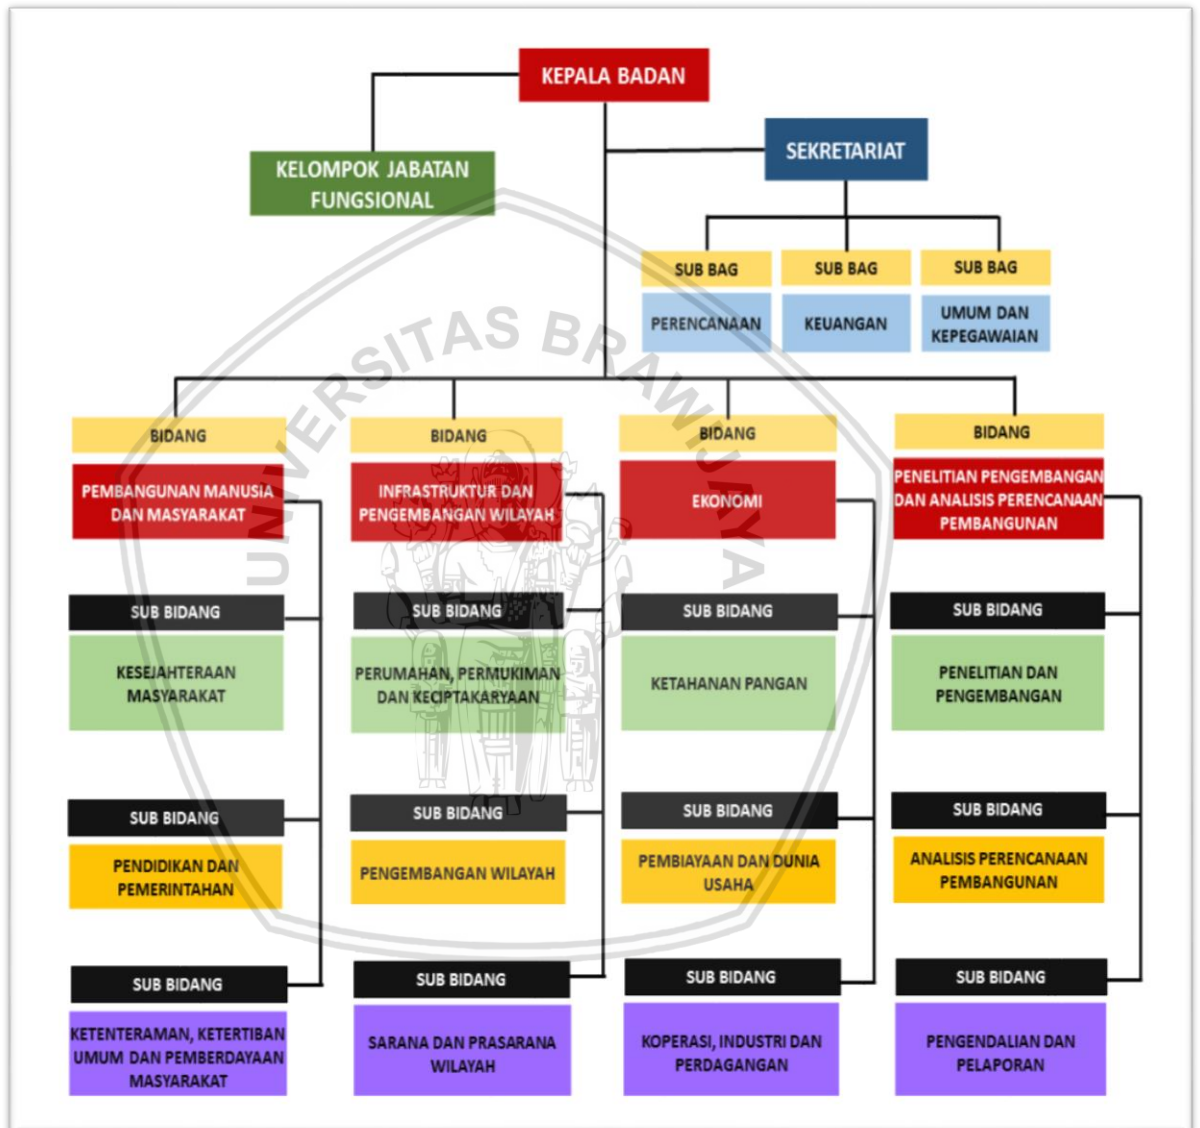 KEPALA BADAN
SEKRETARIAT
KELOMPOK JABATAN
FUNGSIONAL
SUB BAG
PERENCANAAN
SUB BAG
KEUANGAN
SUB BAG
UMUM DAN
KEPEGAWAIAN
UNIVERSITAS BRAWIJAYA
BIDANG
PEMBANGUNAN MANUSIA
DAN MASYARAKAT
SUB BIDANG
KESEJAHTERAAN
MASYARAKAT
SUB BIDANG
PENDIDIKAN DAN
PEMERINTAHAN
SUB BIDANG
KETENTERAMAN, KETERTIBAN
UMUM DAN PEMBERDAYAAN
MASYARAKAT
BIDANG
INFRASTRUKTUR DAN
PENGEMBANGAN WILAYAH
SUB BIDANG
PERUMAHAN, PERMUKIMAN
DAN KECIPTAKARYAAN
SUB BIDANG
PENGEMBANGAN WILAYAH
SUB BIDANG
SARANA DAN PRASARANA
WILAYAH
BIDANG
EKONOMI
SUB BIDANG
KETAHANAN PANGAN
SUB BIDANG
PEMBIAYAAN DAN DUNIA
USAHA
SUB BIDANG
KOPERASI, INDUSTRI DAN
PERDAGANGAN
BIDANG
PENELITIAN PENGEMBANGAN
DAN ANALISIS PERENCANAAN
PEMBANGUNAN
SUB BIDANG
PENELITIAN DAN
PENGEMBANGAN
SUB BIDANG
ANALISIS PERENCANAAN
PEMBANGUNAN
SUB BIDANG
PENGENDALIAN DAN
PELAPORAN